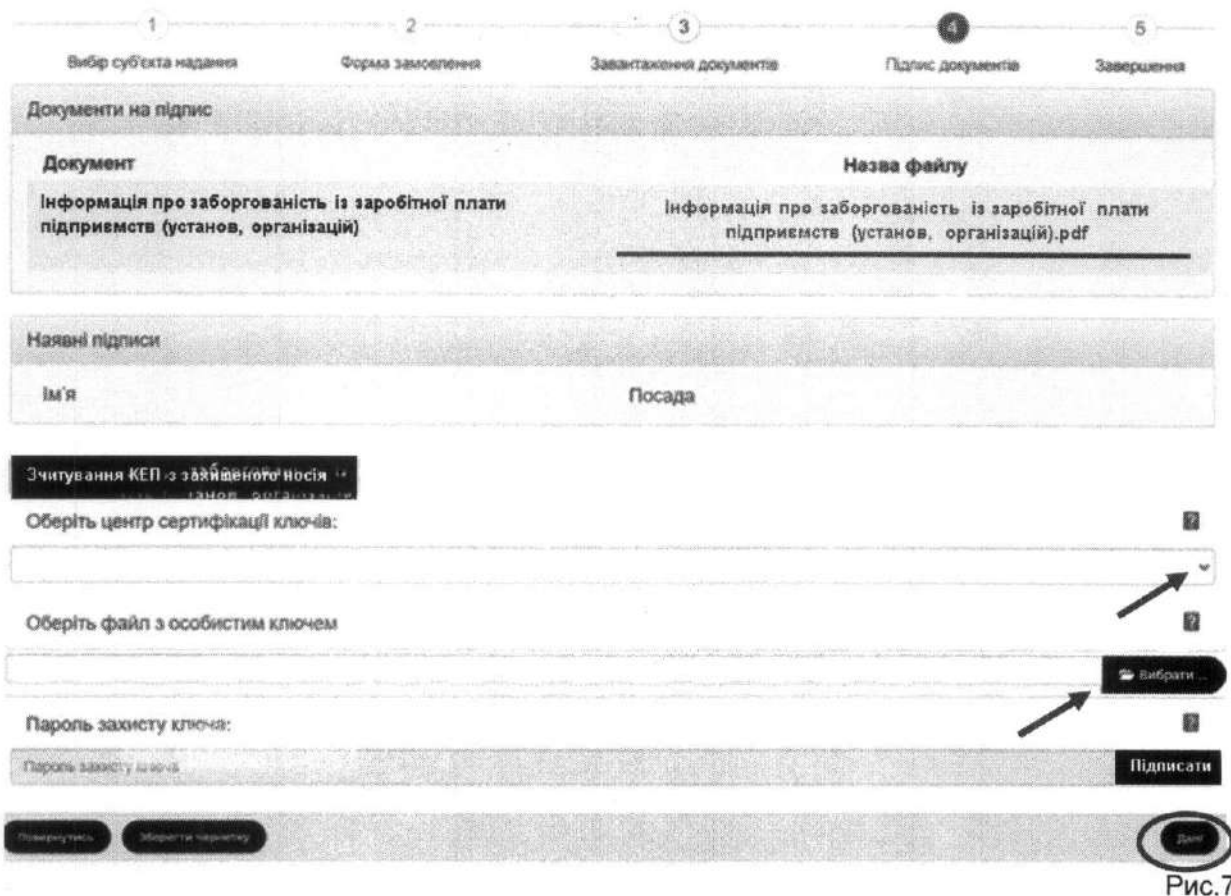 1 2 3 4 5
Вибір суб'єкта надання Форма замовлення Завантаження документів Підпис документів Завершення
Документи на підпис
Документ Назва файлу
Інформація про заборгованість із заробітної плати Інформація про заборгованість із заробітної плати
підприємств (установ, організацій) підприємств (установ, організацій).pdf
Наявні підписи
Ім'я Посада
Зчитування КЕП з захищеного носія
Оберіть центр сертифікації ключів: ?
Оберіть файл з особистим ключем ?
Вибрати ...
Пароль захисту ключа: ?
Пароль захисту ключа Підписати
Повернутись Зберегти чернетку Далі
Рис.7